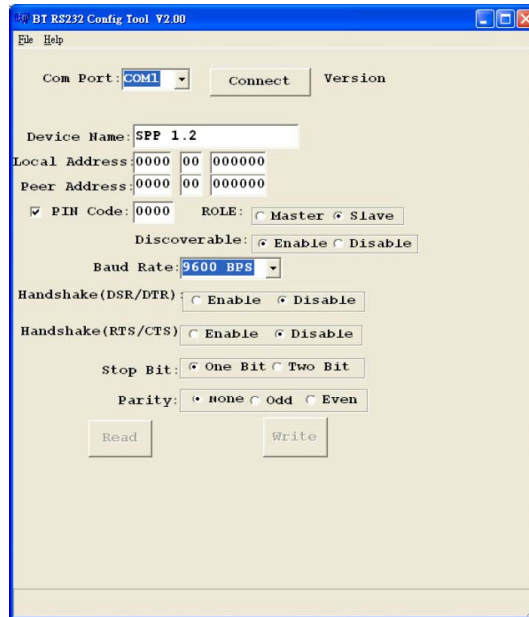 BT RS232 Config Tool V2.00
File Help
Com Port: COM1 Connect Version
Device Name: SPP 1.2
Local Address: 0000 00 000000
Peer Address: 0000 00 000000
PIN Code: 0000 ROLE: Master Slave
Discoverable: Enable Disable
Baud Rate: 9600 BPS
Handshake(DSR/DTR): Enable Disable
Handshake(RTS/CTS) Enable Disable
Stop Bit: One Bit Two Bit
Parity: None Odd Even
Read Write